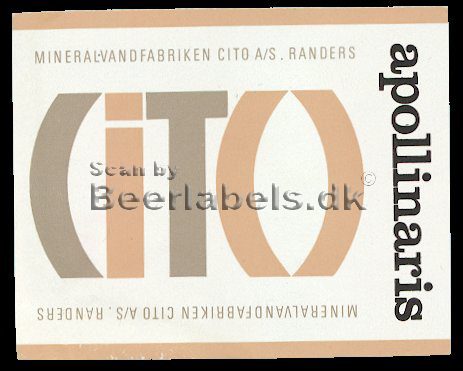 MINERALVANDFABRIKEN CITO A/S. RANDERS
CiTO
Scan by
Beerlabels.dk
©
MINERALVANDFABRIKEN CITO A/S. RANDERS
apollinaris